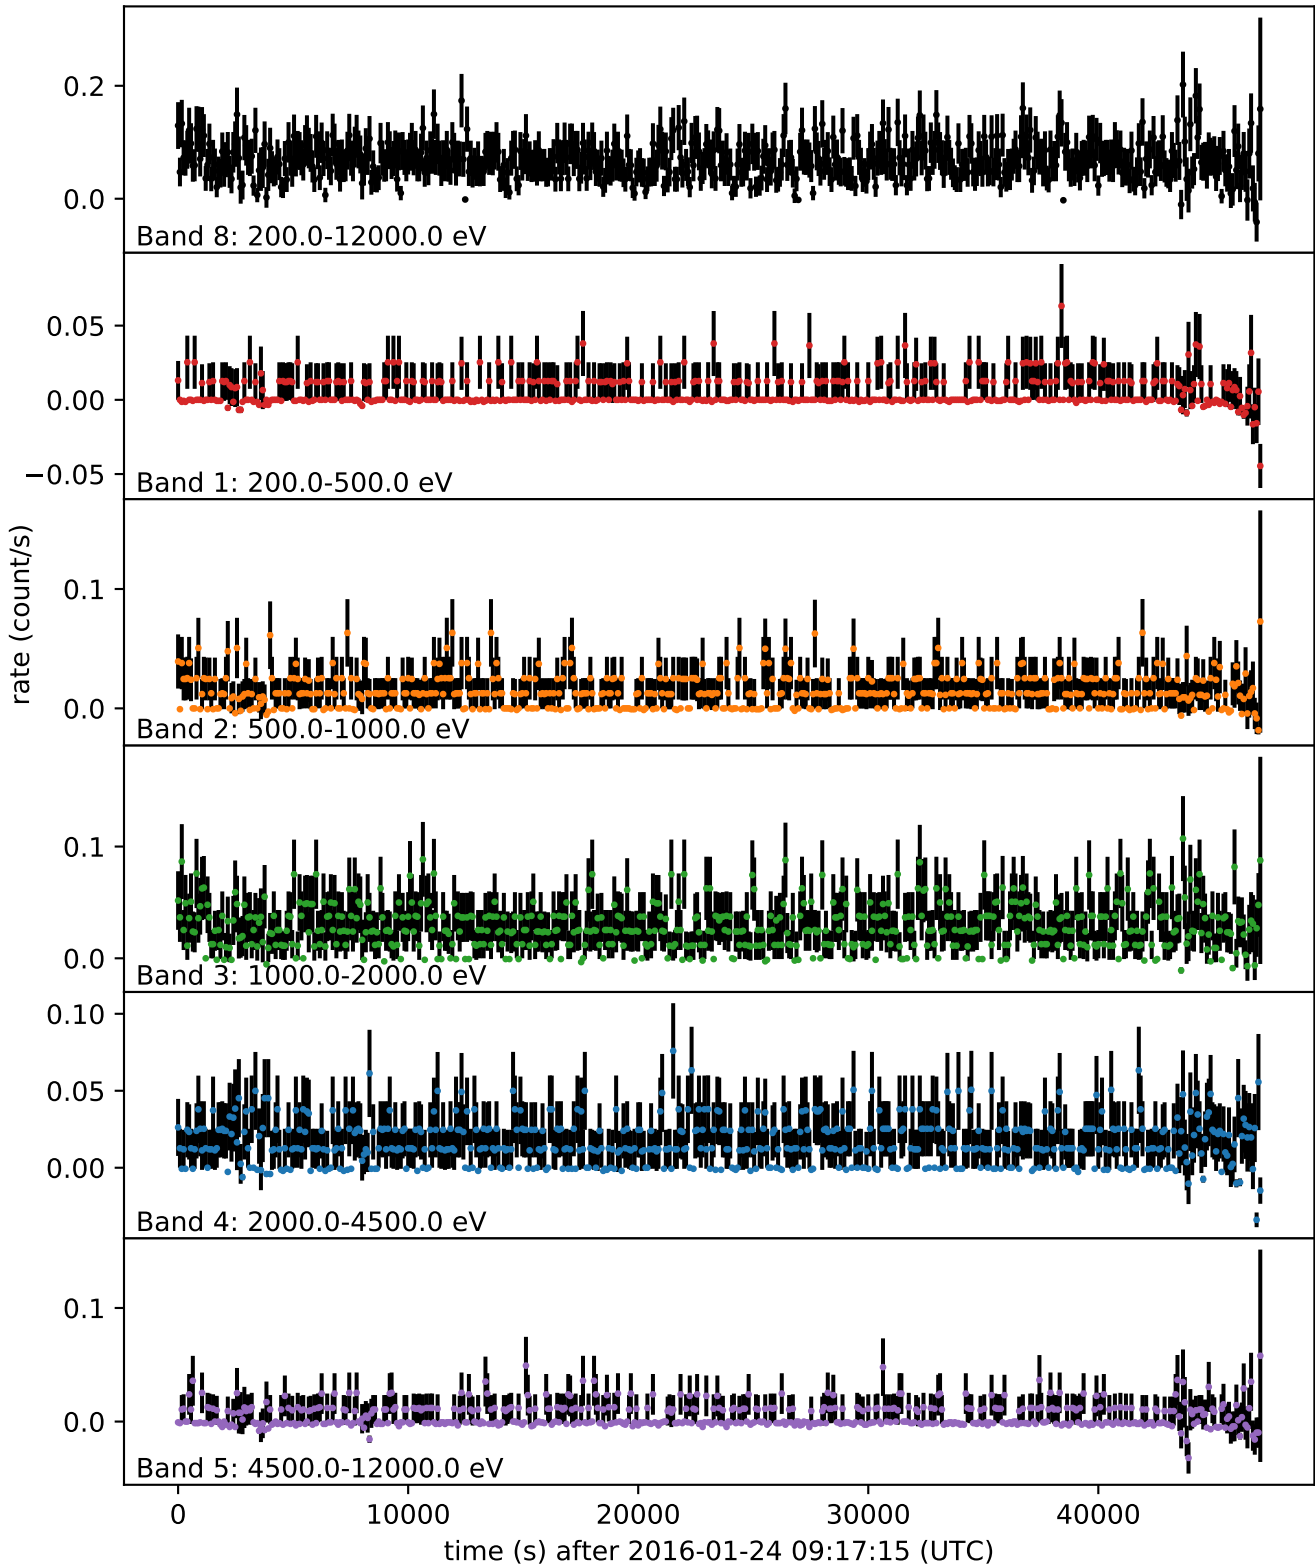 0.2
0.0
Band 8: 200.0-12000.0 eV
0.05
0.00
−0.05
Band 1: 200.0-500.0 eV
rate (count/s)
0.1
0.0
Band 2: 500.0-1000.0 eV
0.1
0.0
Band 3: 1000.0-2000.0 eV
0.10
0.05
0.00
Band 4: 2000.0-4500.0 eV
0.1
0.0
Band 5: 4500.0-12000.0 eV
0 10000 20000 30000 40000
time (s) after 2016-01-24 09:17:15 (UTC)